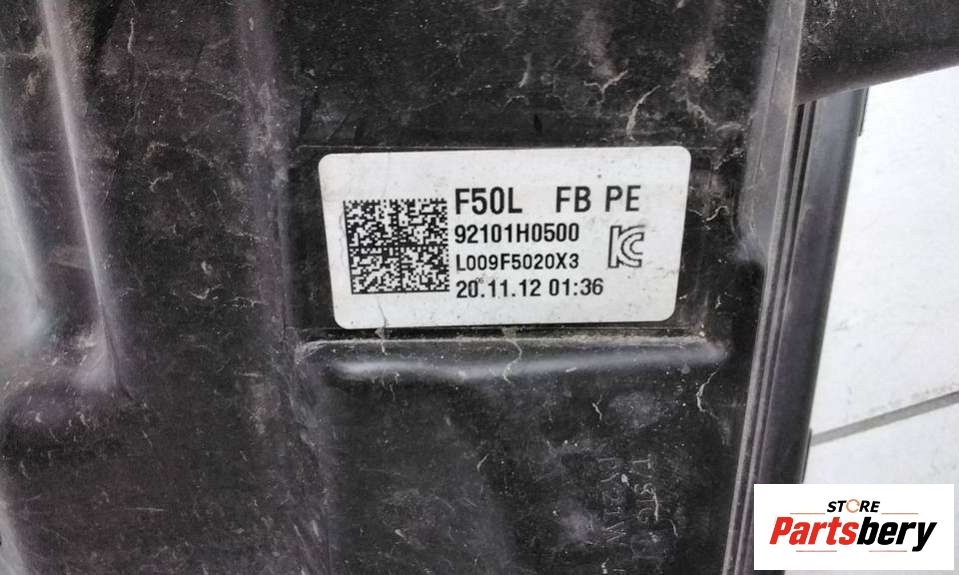 F50L FB PE
92101H0500
L009F5020X3
20.11.12 01:36
STORE
Partsbery